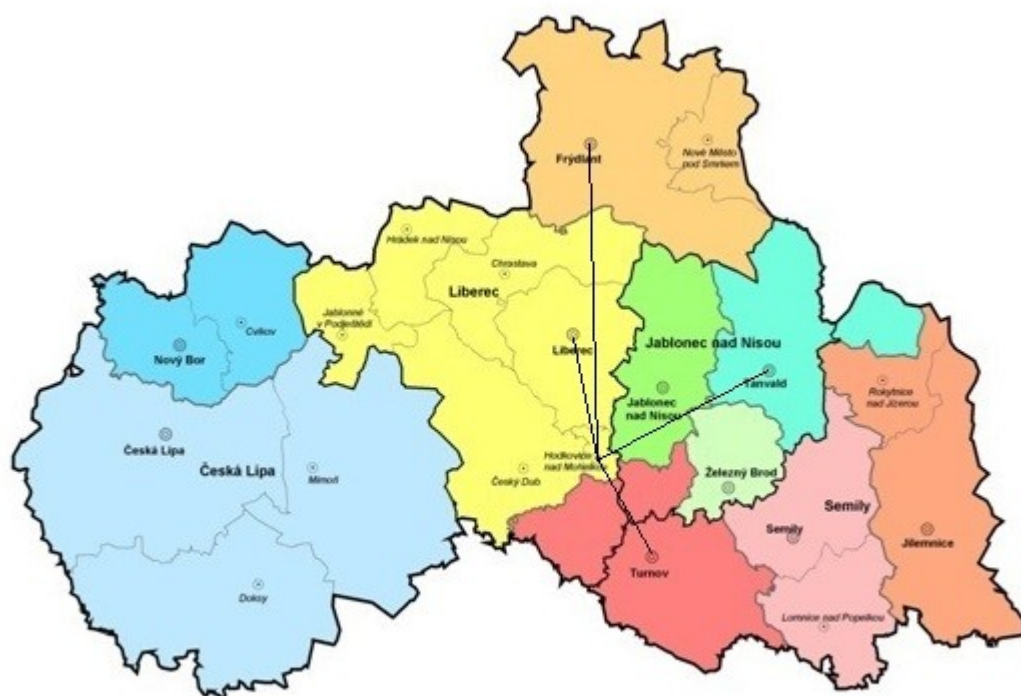 Frýdlant
Nové Město
pod Smrkem
Hrádek nad Nisou
Chrastava
Liberec
Jablonné
v Podještědí
Cvikov
Nový Bor
Liberec
Jablonec nad Nisou
Tanvald
Jablonec
nad Nisou
Rokytnice
nad Jizerou
Česká Lípa
Česká Lípa
Mimoň
Hodkovice
nad Mohelkou
Český Dub
Železný Brod
Semily
Semily
Jilemnice
Turnov
Doksy
Lomnice nad Popelkou